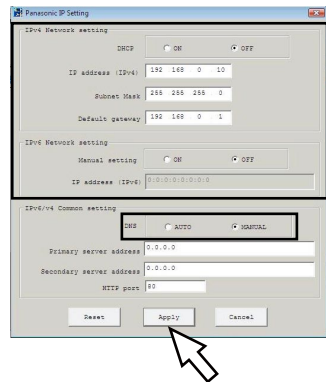 Panasonic IP Setting
IPv4 Network setting
DHCP ON OFF
IP address (IPv4) 192 168 0 10
Subnet Mask 255 255 255 0
Default gateway 192 168 0 1
IPv6 Network setting
Manual setting ON OFF
IP address (IPv6) 0:0:0:0:0:0:0:0
IPv6/v4 Common setting
DNS AUTO MANUAL
Primary server address 0.0.0.0
Secondary server address 0.0.0.0
HTTP port 80
Reset Apply Cancel